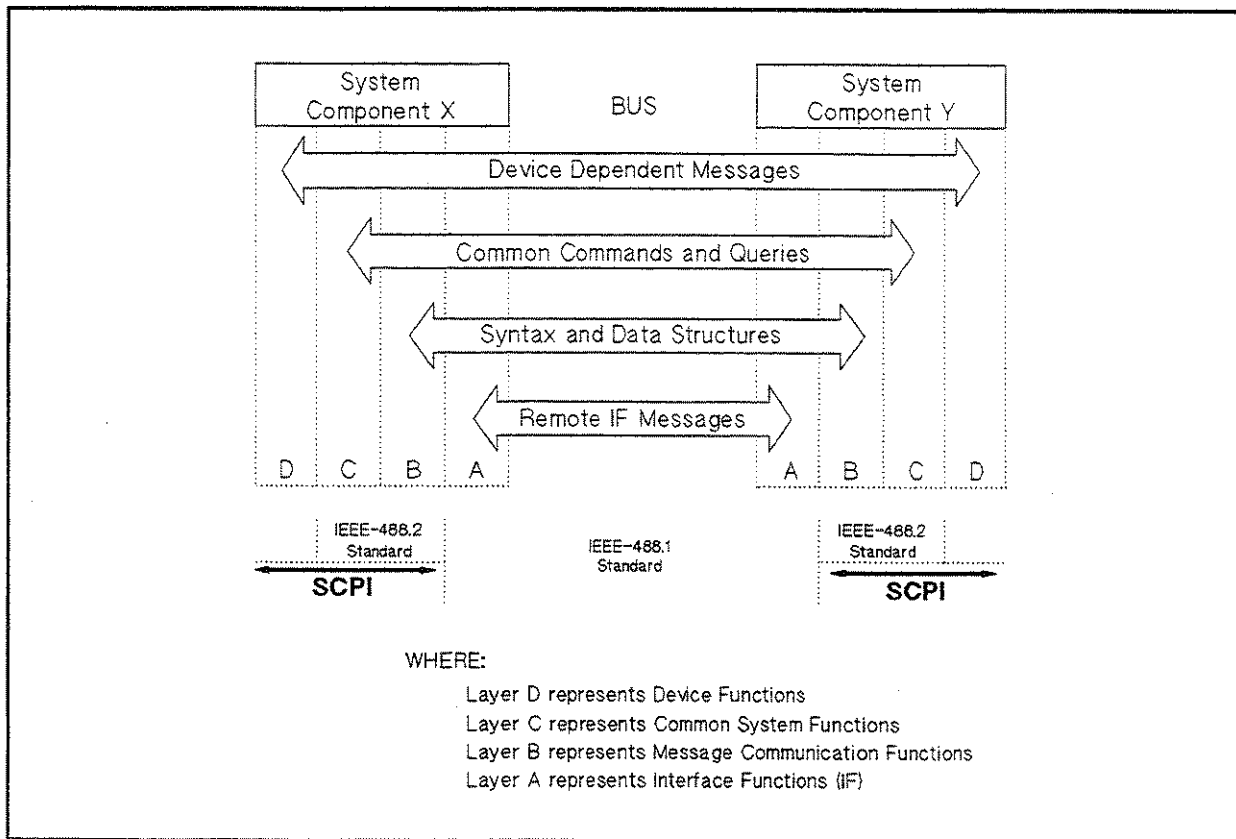 System
Component X
BUS
System
Component Y
Device Dependent Messages
Common Commands and Queries
Syntax and Data Structures
Remote IF Messages
D C B A
A B C D
IEEE-488.2
Standard
IEEE-488.1
Standard
IEEE-488.2
Standard
SCPI
SCPI
WHERE:
Layer D represents Device Functions
Layer C represents Common System Functions
Layer B represents Message Communication Functions
Layer A represents Interface Functions (IF)